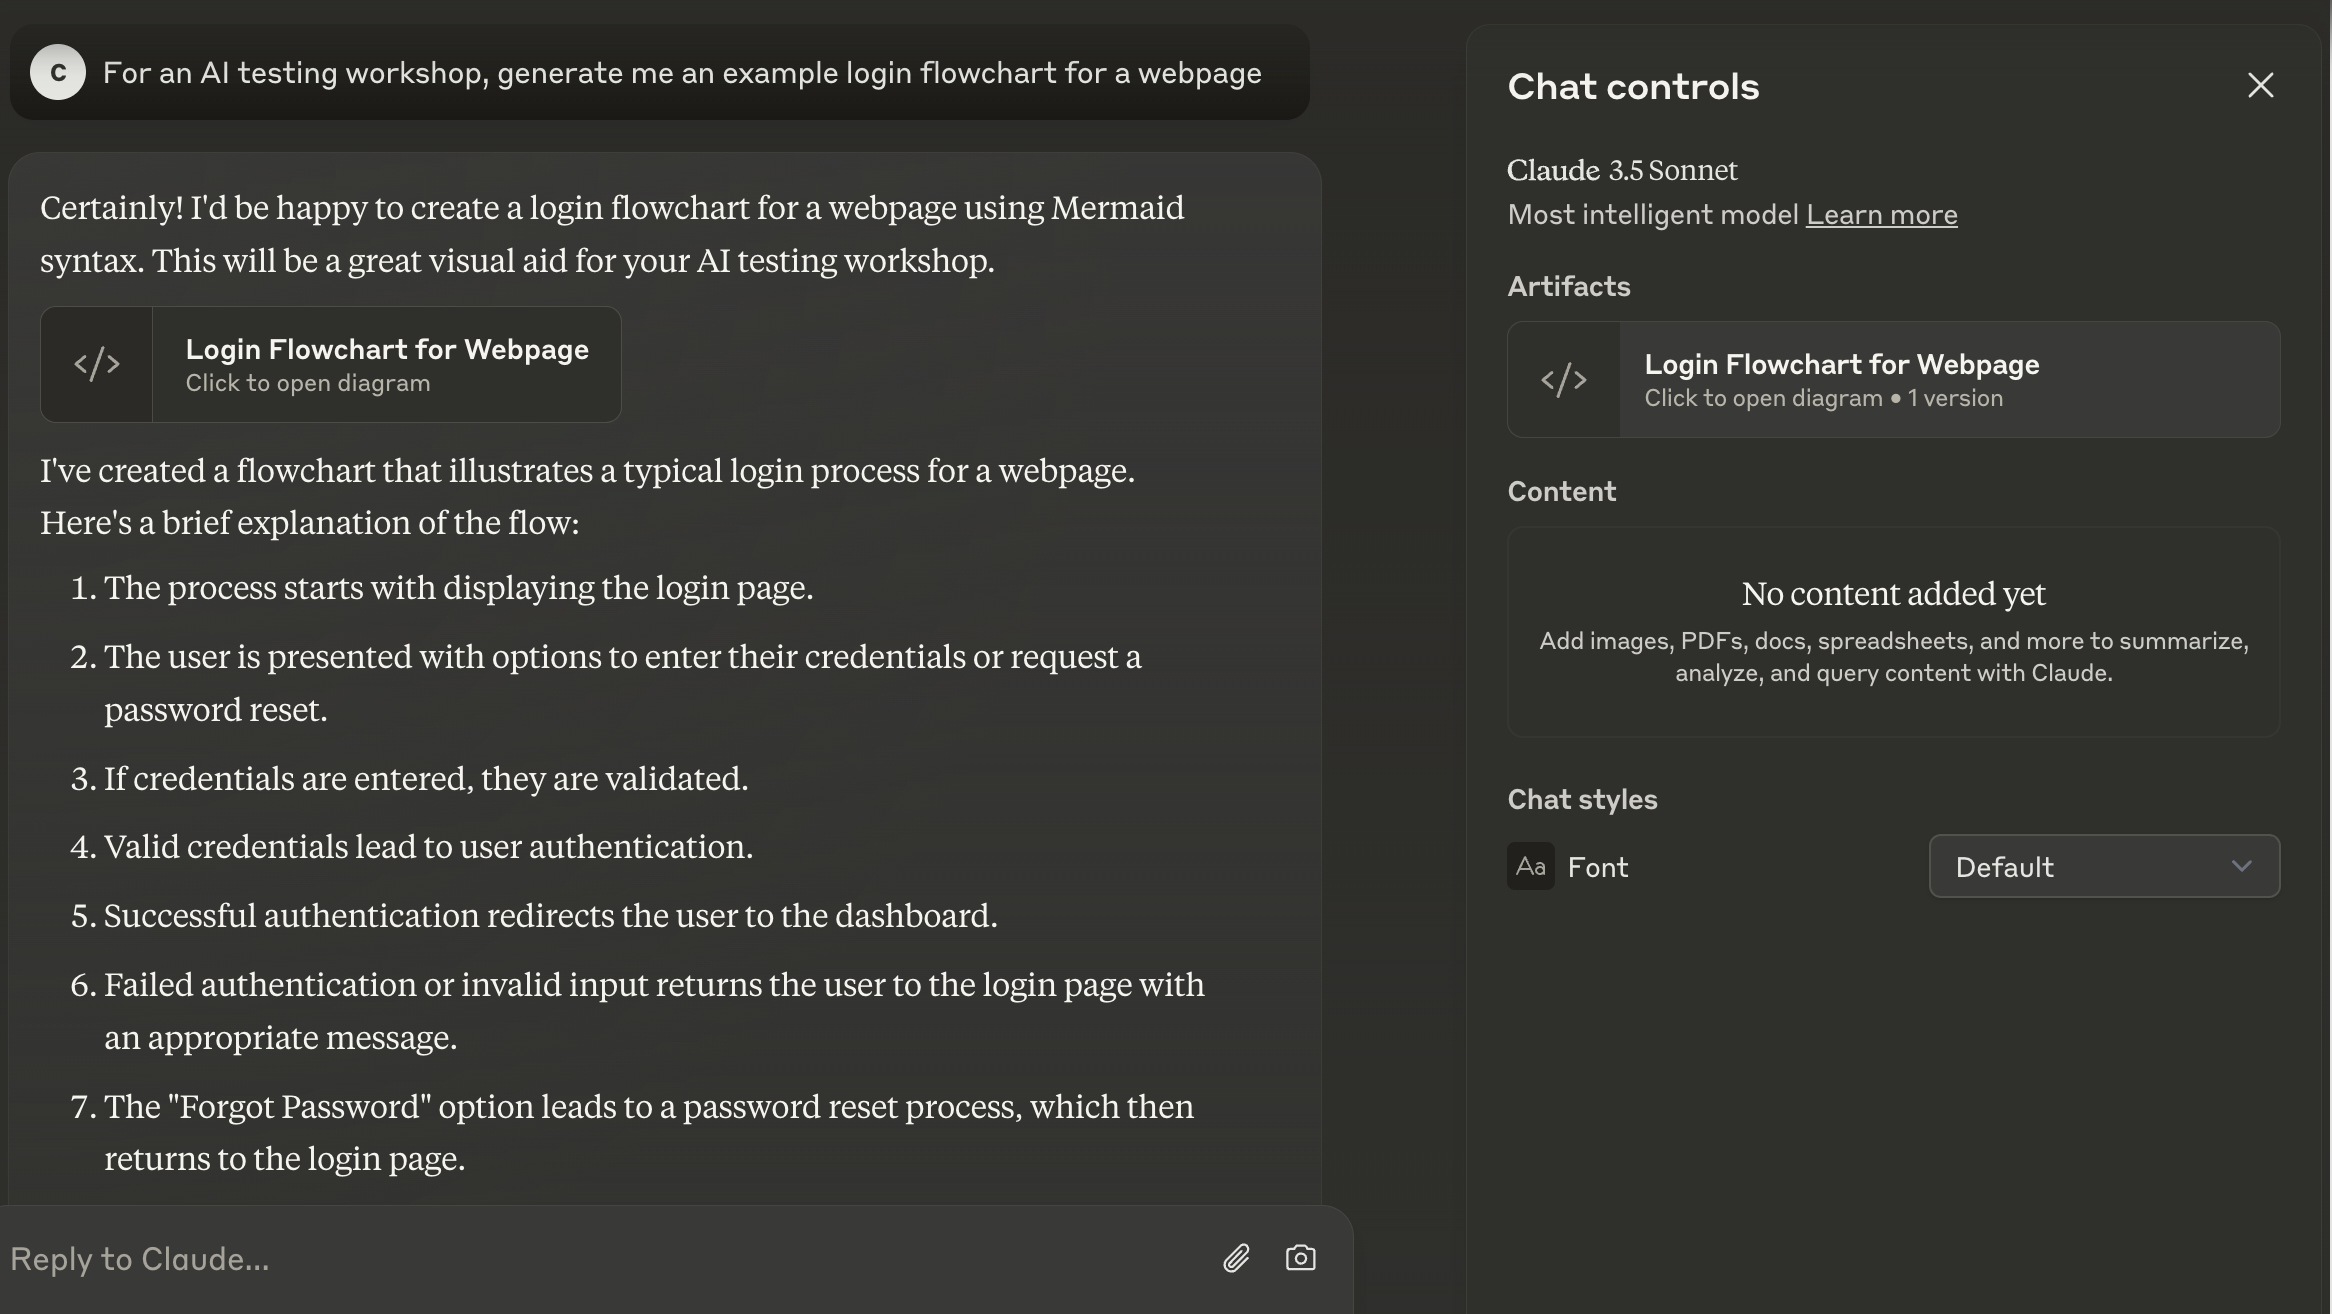 C
For an AI testing workshop, generate me an example login flowchart for a webpage
Certainly! I'd be happy to create a login flowchart for a webpage using Mermaid
syntax. This will be a great visual aid for your AI testing workshop.
</>
Login Flowchart for Webpage
Click to open diagram
I've created a flowchart that illustrates a typical login process for a webpage.
Here's a brief explanation of the flow:
1. The process starts with displaying the login page.
2. The user is presented with options to enter their credentials or request a
password reset.
3. If credentials are entered, they are validated.
4. Valid credentials lead to user authentication.
5. Successful authentication redirects the user to the dashboard.
6. Failed authentication or invalid input returns the user to the login page with
an appropriate message.
7. The "Forgot Password" option leads to a password reset process, which then
returns to the login page.
Reply to Claude...
Chat controls
Claude 3.5 Sonnet
Most intelligent model Learn more
Artifacts
</>
Login Flowchart for Webpage
Click to open diagram • 1 version
Content
No content added yet
Add images, PDFs, docs, spreadsheets, and more to summarize,
analyze, and query content with Claude.
Chat styles
Aa Font
Default